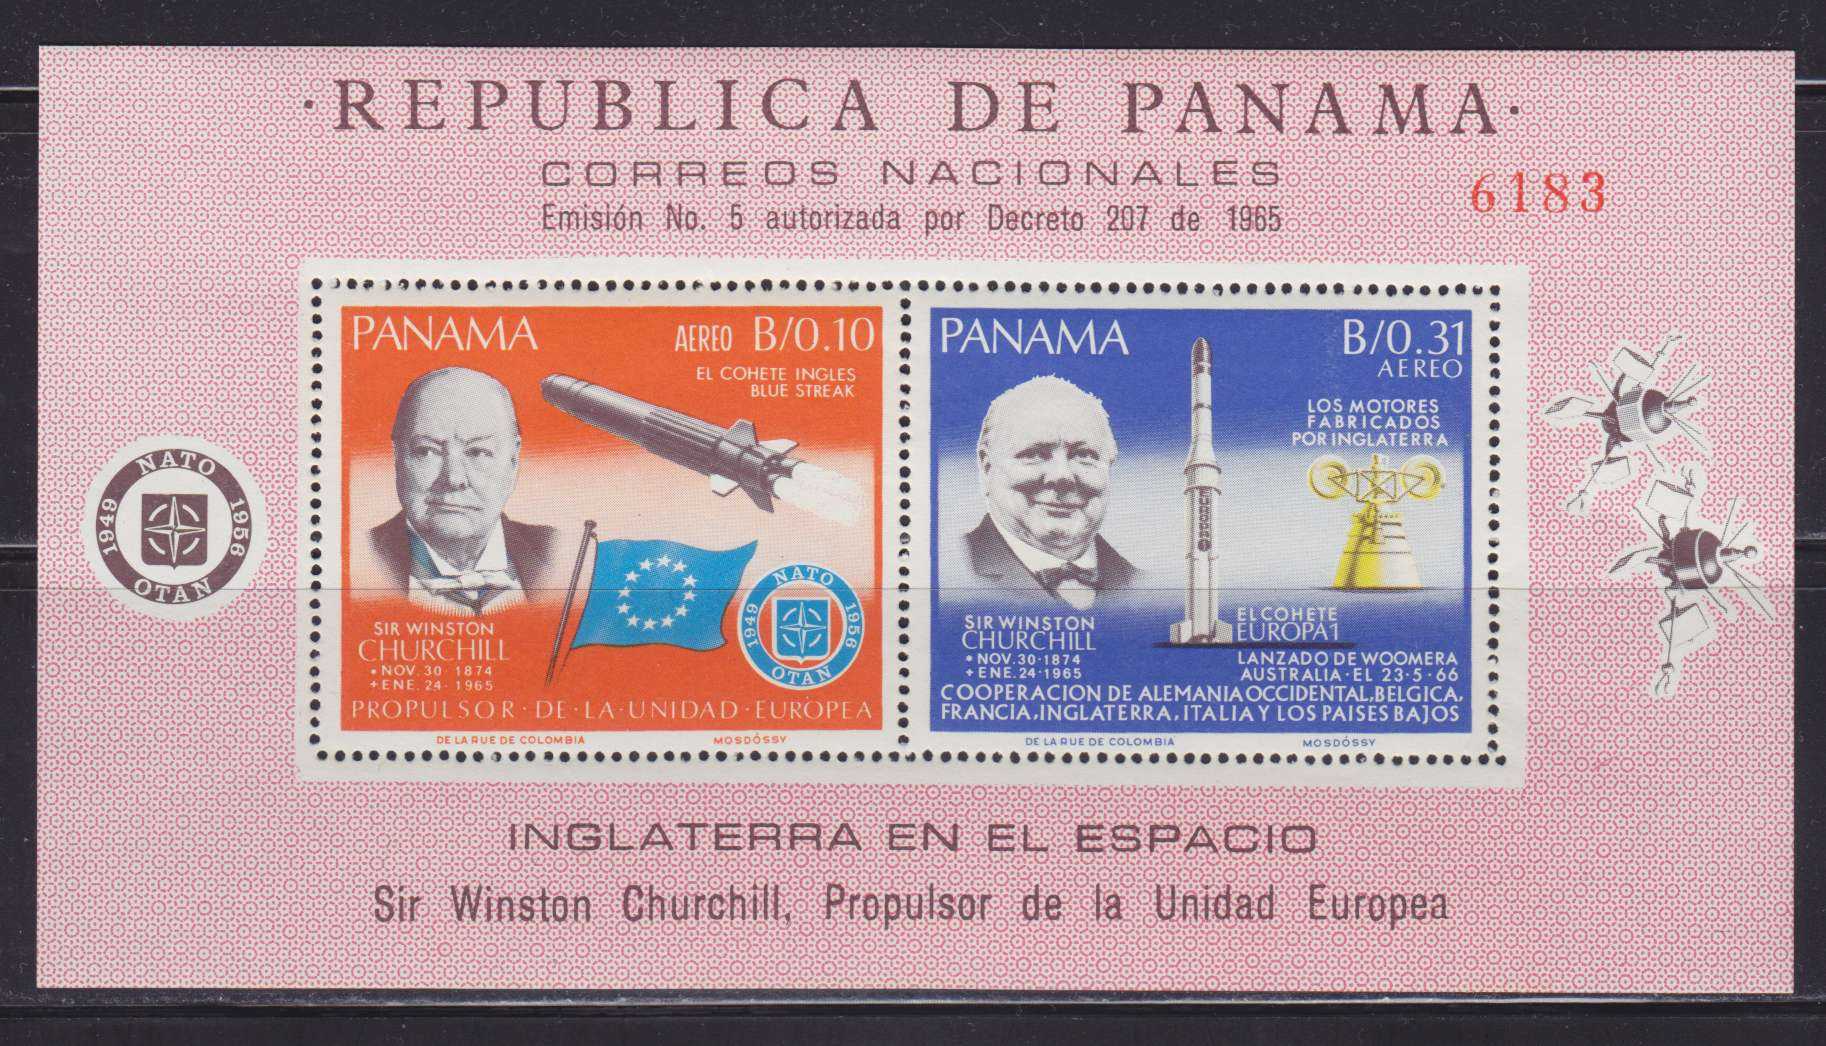 ·REPUBLICA DE PANAMA·
CORREOS NACIONALES
6183
Emisión No. 5 autorizada por Decreto 207 de 1965
PANAMA
AEREO B/0.10
EL COHETE INGLES
BLUE STREAK
NATO
1949
1956
OTAN
SIR WINSTON
CHURCHILL
• NOV. 30 · 1874
+ ENE. 24 · 1965
PROPULSOR · DE · LA · UNIDAD · EUROPEA
DE LA RUE DE COLOMBIA
MOSDÓSSY
PANAMA
B/0.31
AEREO
LOS MOTORES
FABRICADOS
POR INGLATERRA
EUROPA 1
SIR WINSTON
CHURCHILL
• NOV. 30 · 1874
+ ENE. 24 · 1965
EL COHETE
EUROPA 1
LANZADO DE WOOMERA
AUSTRALIA · EL 23 · 5 · 66
COOPERACION DE ALEMANIA OCCIDENTAL, BELGICA,
FRANCIA, INGLATERRA, ITALIA Y LOS PAISES BAJOS
DE LA RUE DE COLOMBIA
MOSDÓSSY
NATO
1949
1956
OTAN
INGLATERRA EN EL ESPACIO
Sir Winston Churchill, Propulsor de la Unidad Europea